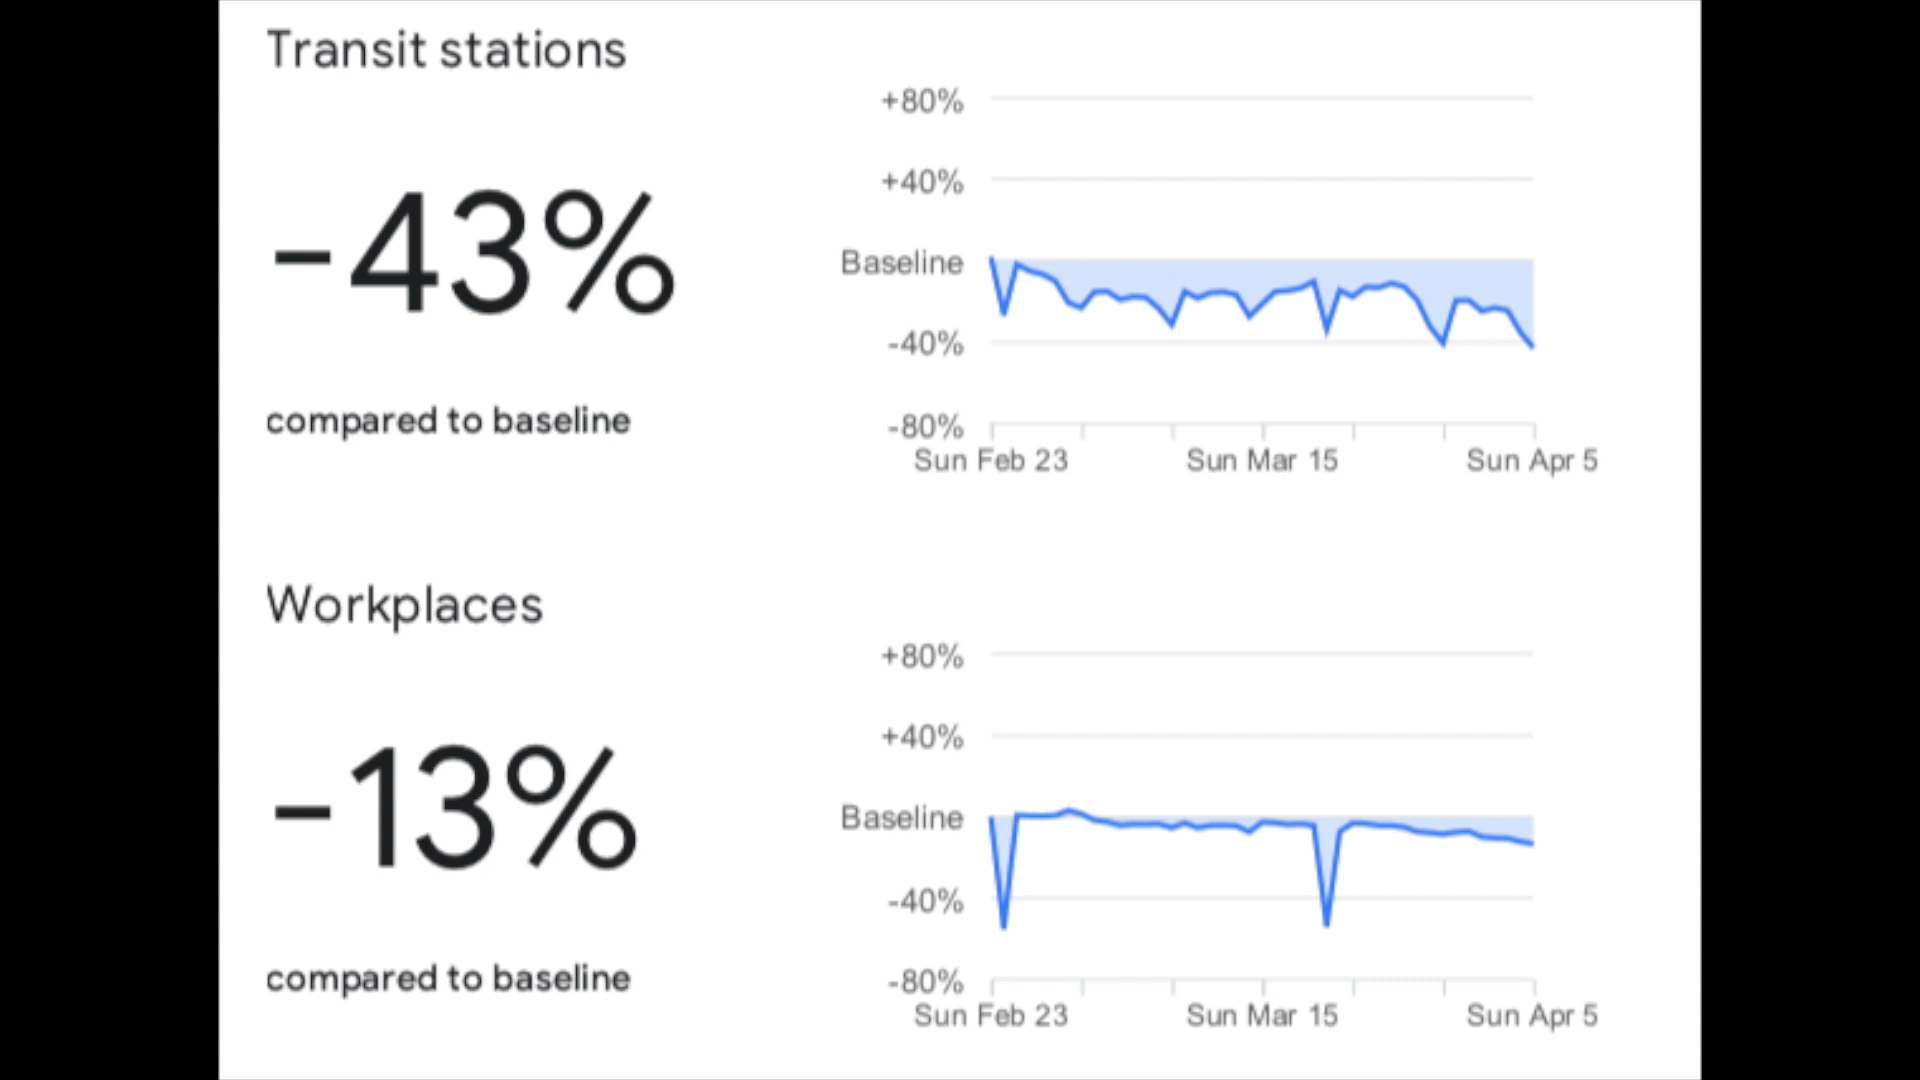 Transit stations
-43%
compared to baseline
+80%
+40%
Baseline
-40%
-80%
Sun Feb 23
Sun Mar 15
Sun Apr 5
Workplaces
-13%
compared to baseline
+80%
+40%
Baseline
-40%
-80%
Sun Feb 23
Sun Mar 15
Sun Apr 5